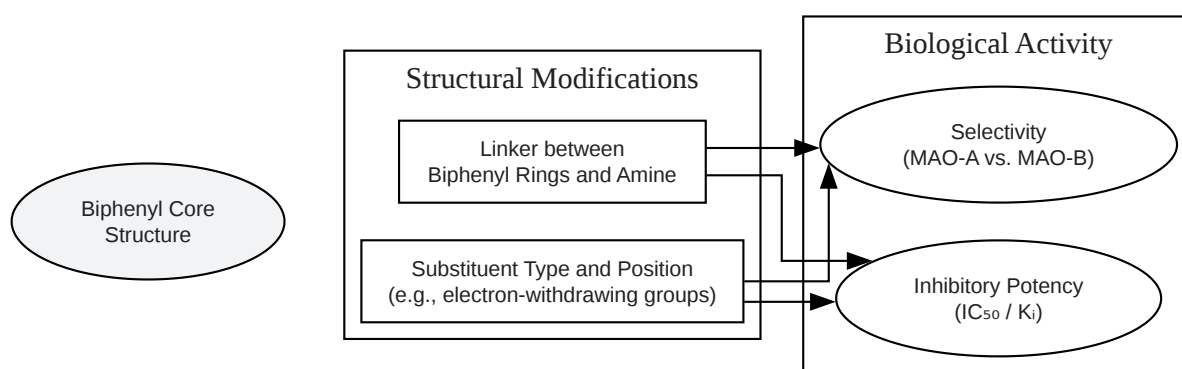 Biphenyl Core
Structure
Structural Modifications
Linker between
Biphenyl Rings and Amine
Substituent Type and Position
(e.g., electron-withdrawing groups)
Biological Activity
Selectivity
(MAO-A vs. MAO-B)
Inhibitory Potency
(IC₅₀ / Kᵢ)